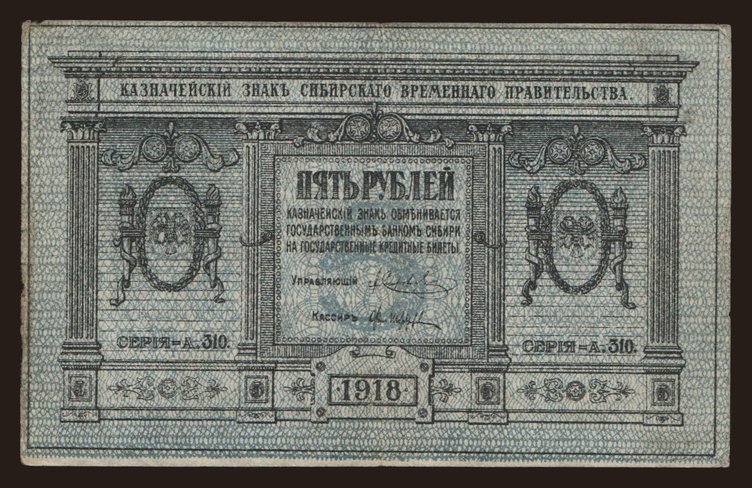 КАЗНАЧЕЙСКІЙ ЗНАКЪ СИБИРСКАГО ВРЕМЕННАГО ПРАВИТЕЛЬСТВА.
ПЯТЬ РУБЛЕЙ
КАЗНАЧЕЙСКІЙ ЗНАКЪ ОБМѢНИВАЕТСЯ
ГОСУДАРСТВЕННЫМЪ БАНКОМЪ СИБИРИ
НА ГОСУДАРСТВЕННЫЕ КРЕДИТНЫЕ БИЛЕТЫ.
УПРАВЛЯЮЩІЙ
КАССИРЪ
СЕРІЯ-А.310. СЕРІЯ-А.310.
5 5 5
1918